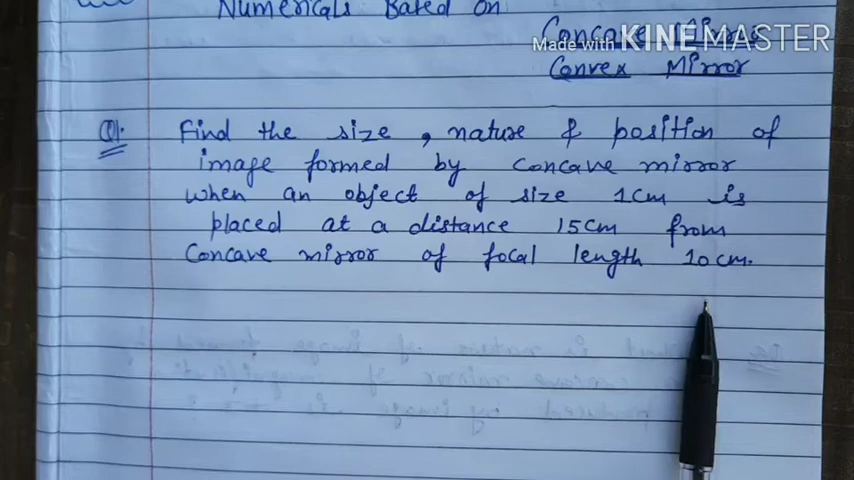 Numericals Based on
Concave Mirror
Made with KINEMASTER
Convex Mirror
Q1. Find the size, nature & position of
image formed by concave mirror
when an object of size 1cm is
placed at a distance 15cm from
Concave mirror of focal length 10cm.